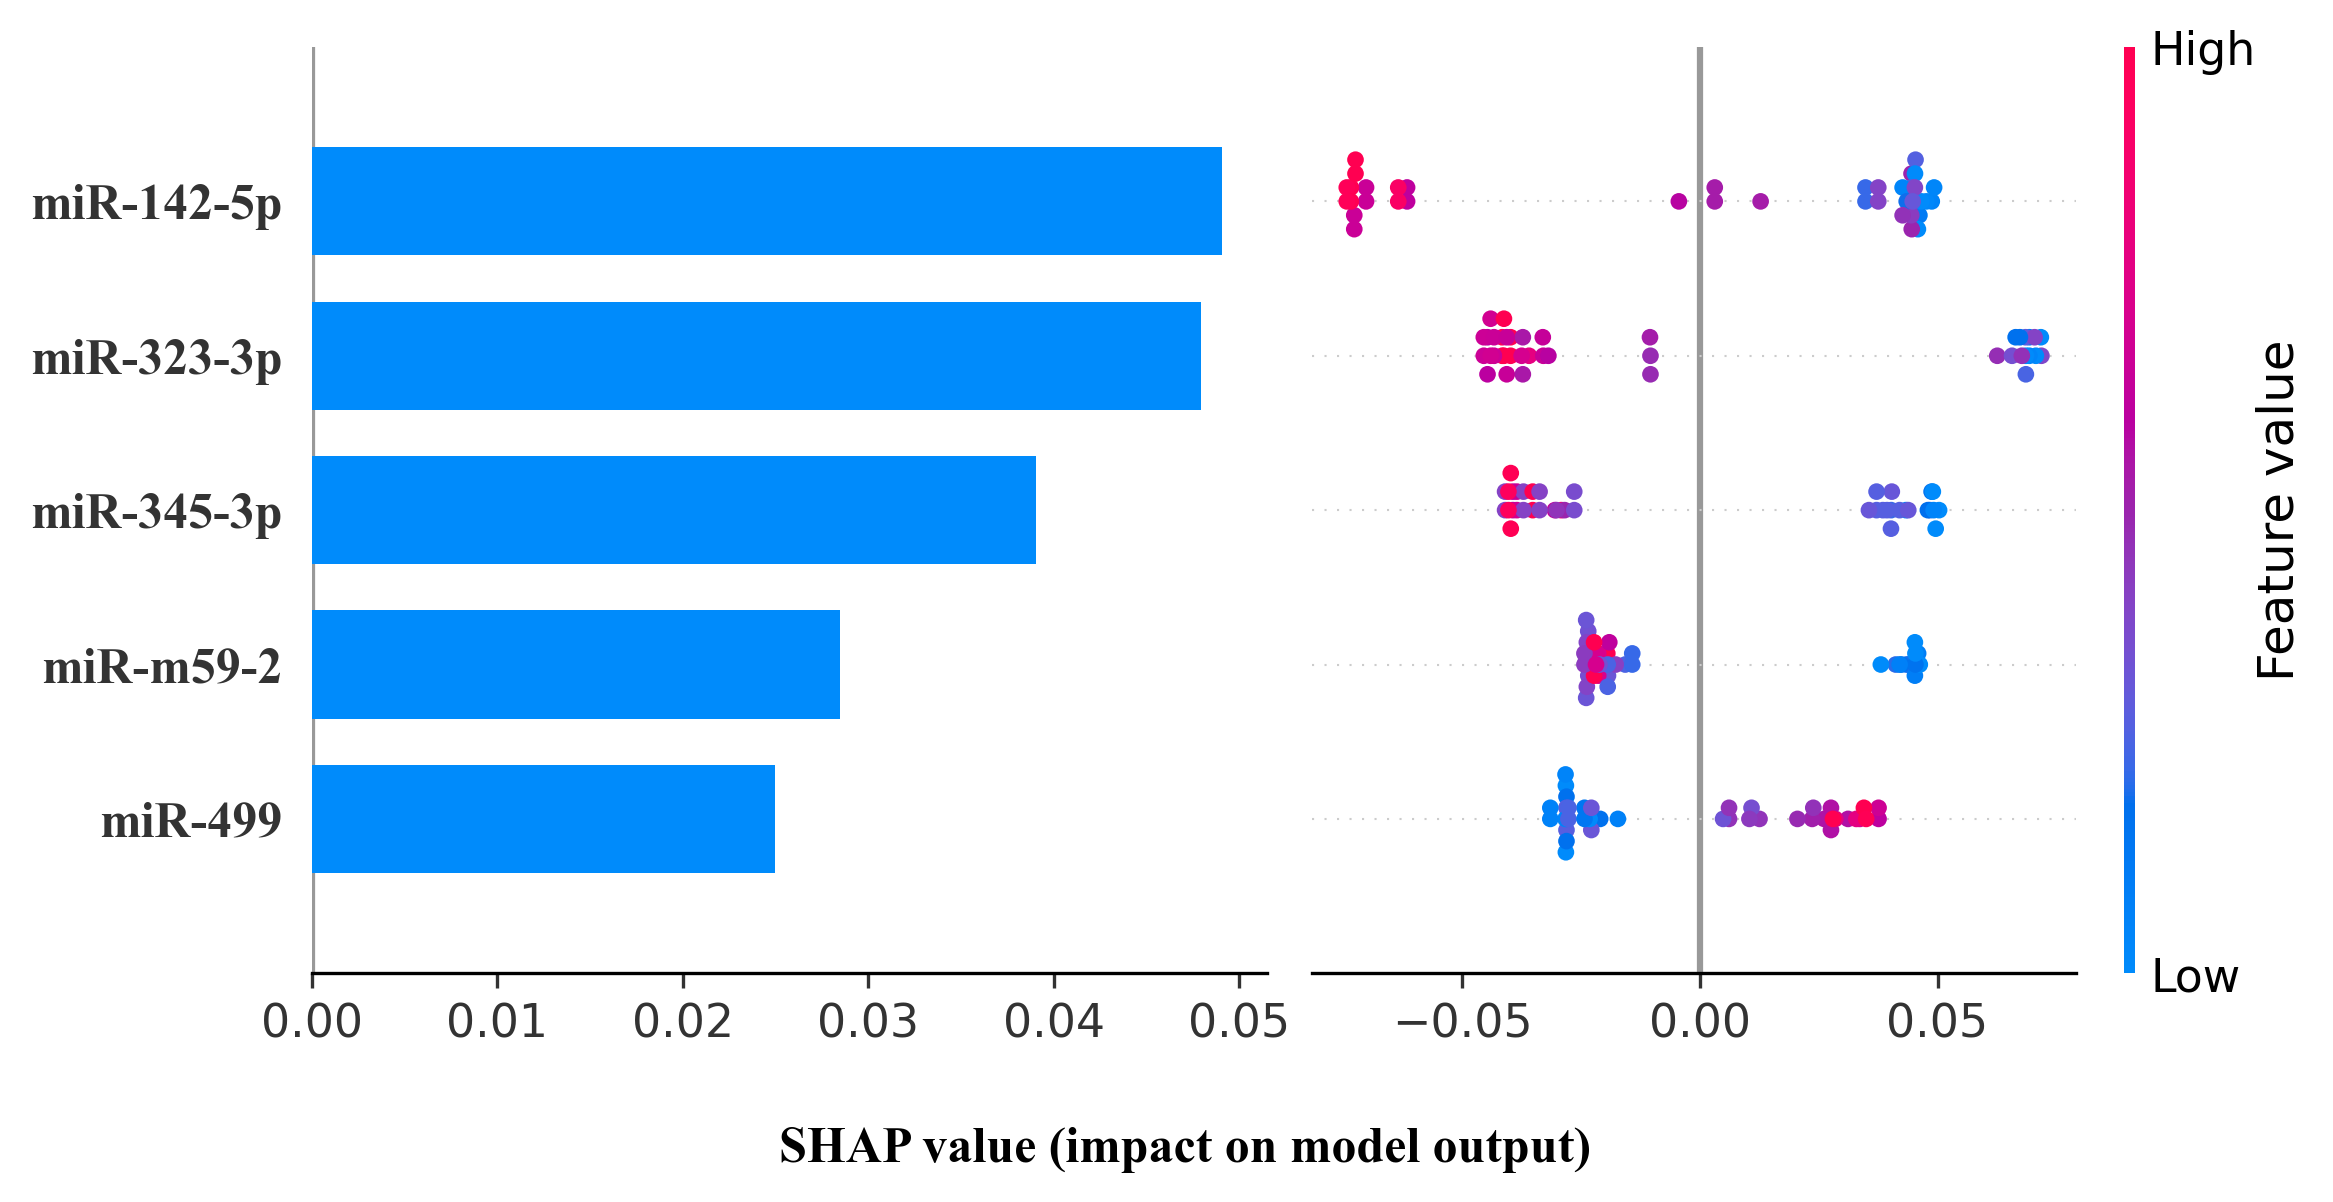 High
miR-142-5p
miR-323-3p
miR-345-3p
miR-m59-2
miR-499
Feature value
Low
0.00 0.01 0.02 0.03 0.04 0.05 −0.05 0.00 0.05
SHAP value (impact on model output)